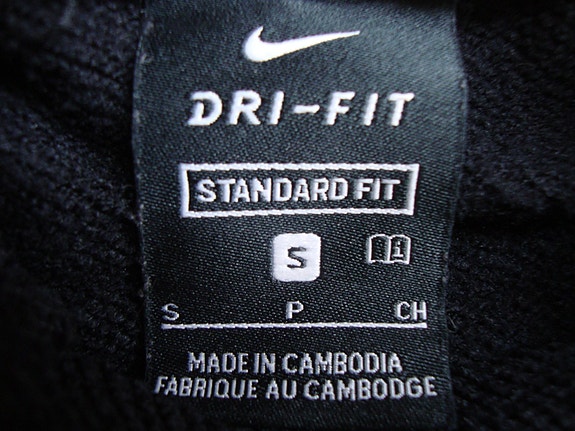 DRI-FIT
STANDARD FIT
S
S P CH
MADE IN CAMBODIA
FABRIQUE AU CAMBODGE